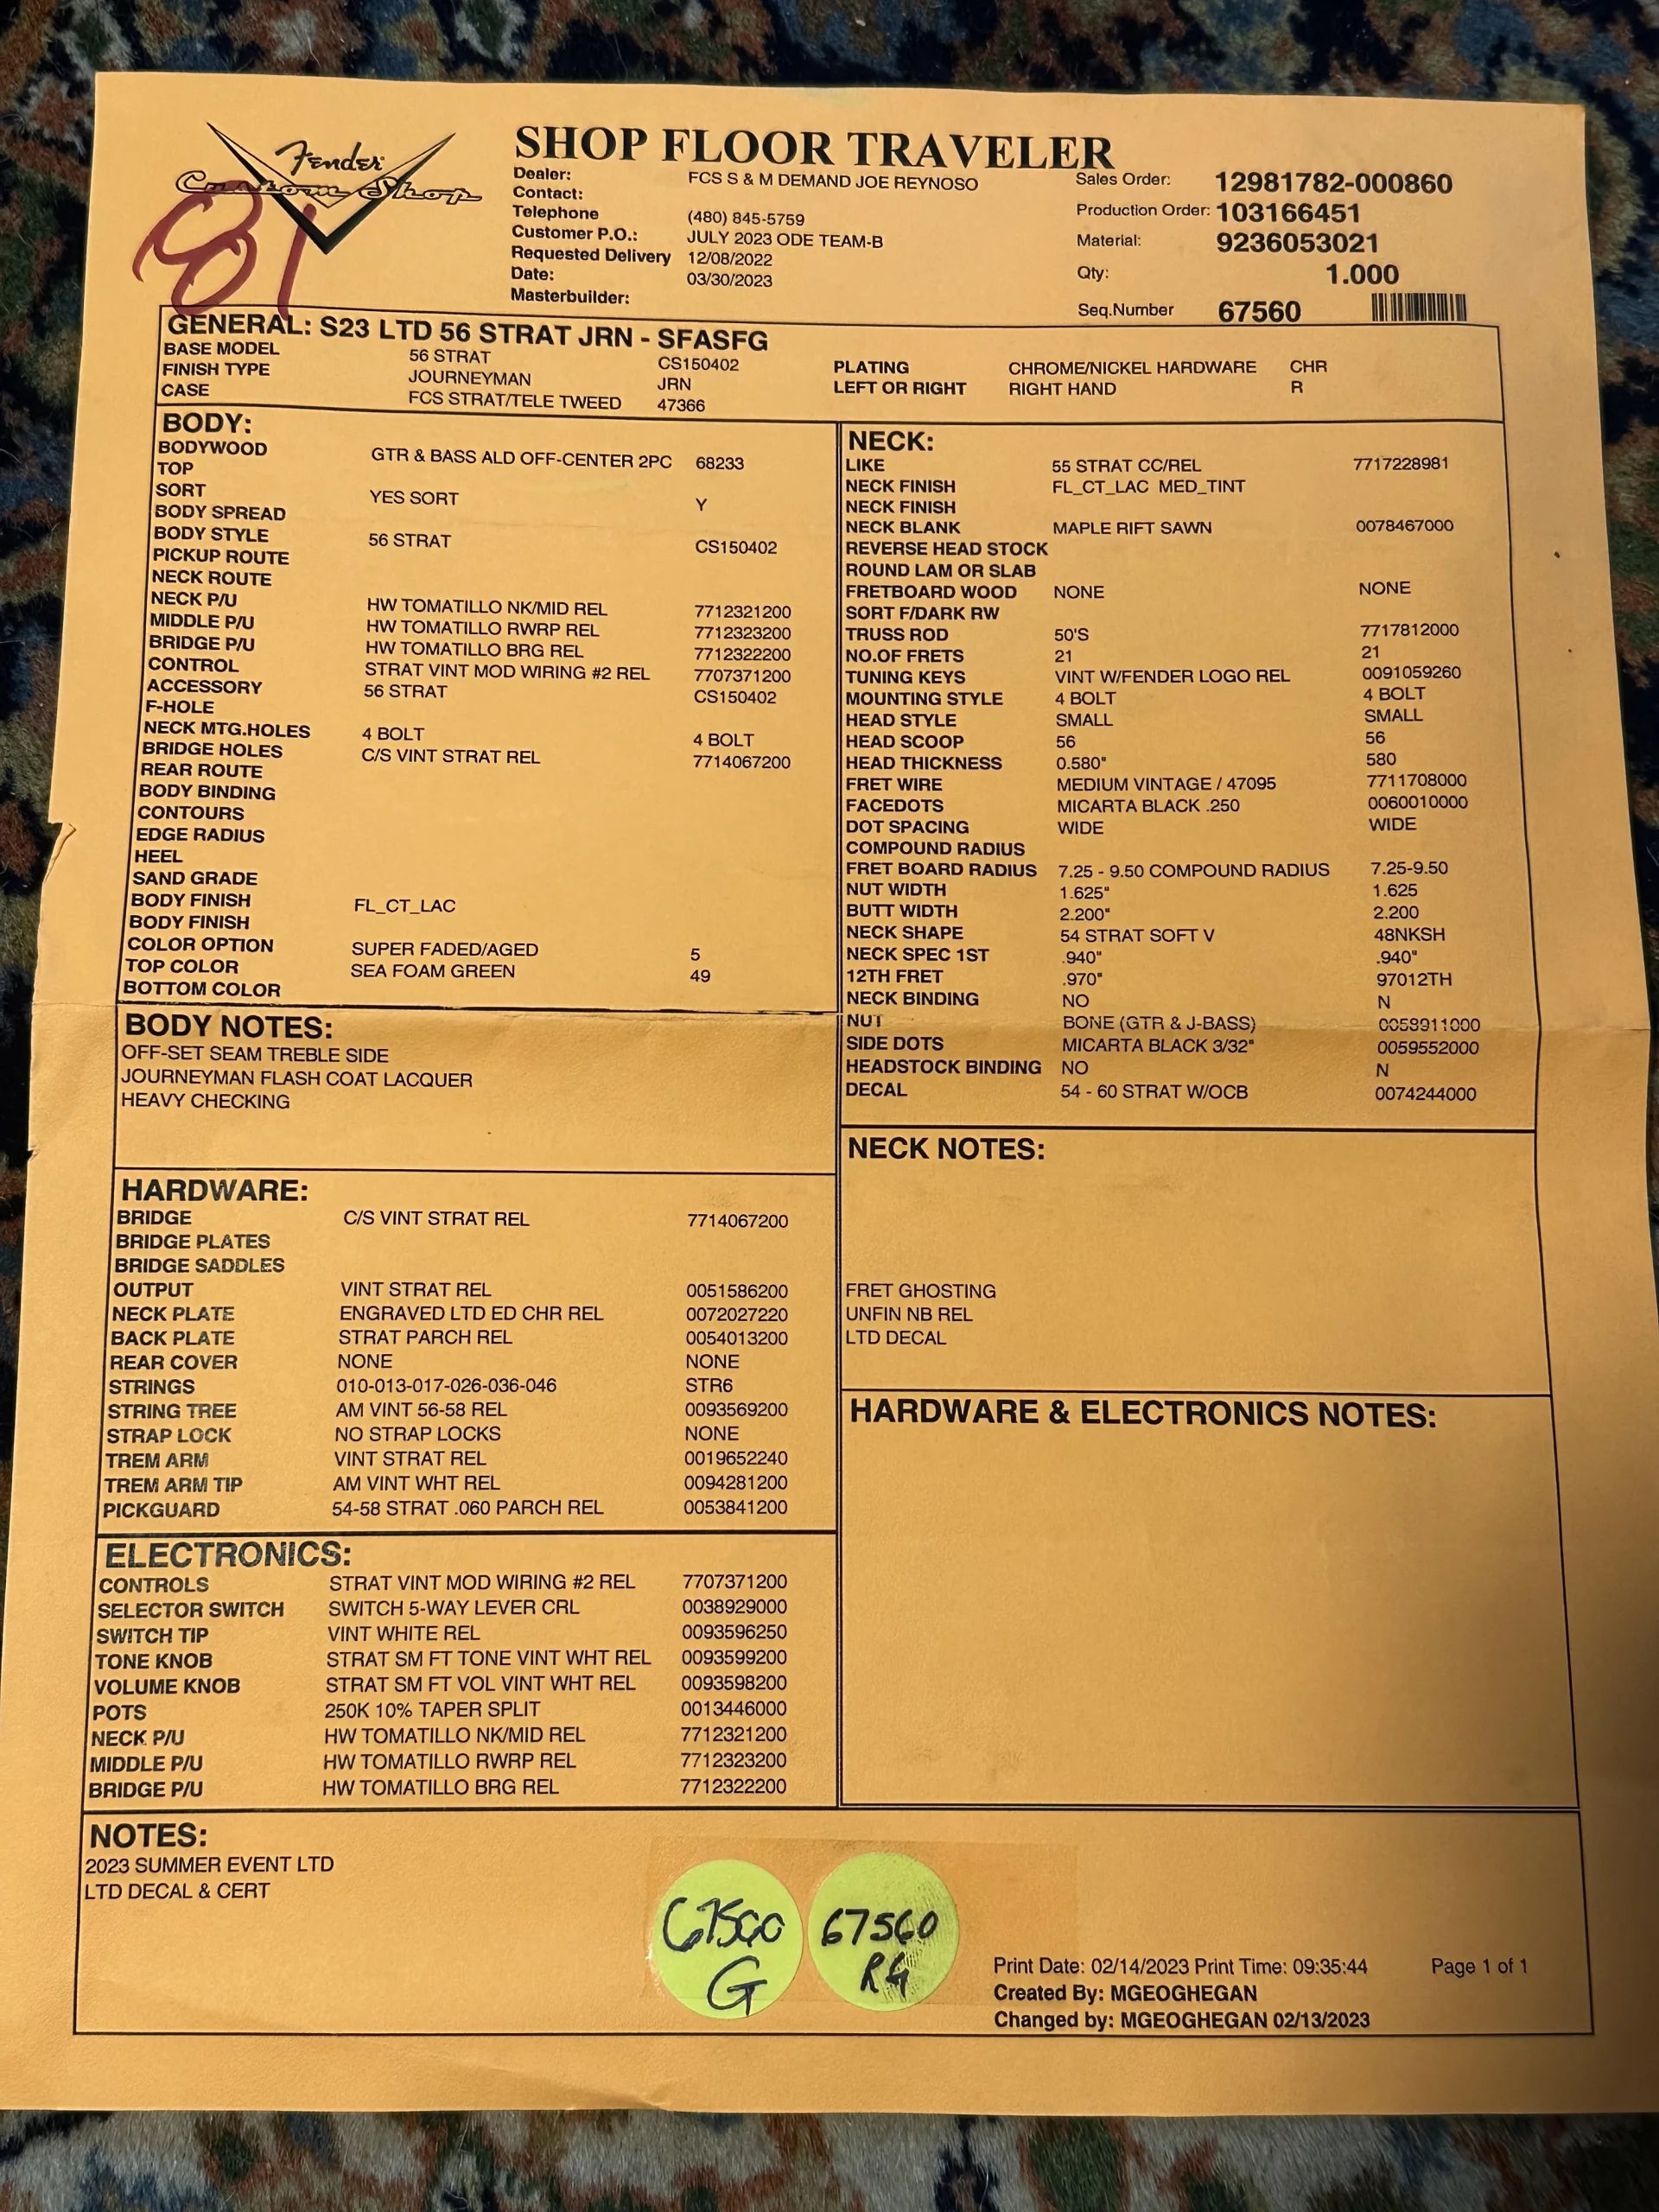 Fender
Custom Shop
81
SHOP FLOOR TRAVELER
Dealer: FCS S & M DEMAND JOE REYNOSO
Contact:
Telephone (480) 845-5759
Customer P.O.: JULY 2023 ODE TEAM-B
Requested Delivery 12/08/2022
Date: 03/30/2023
Masterbuilder:
Sales Order: 12981782-000860
Production Order: 103166451
Material: 9236053021
Qty: 1.000
Seq.Number 67560
GENERAL: S23 LTD 56 STRAT JRN - SFASFG
BASE MODEL 56 STRAT CS150402
FINISH TYPE JOURNEYMAN JRN
CASE FCS STRAT/TELE TWEED 47366
PLATING CHROME/NICKEL HARDWARE CHR
LEFT OR RIGHT RIGHT HAND R
BODY:
BODYWOOD GTR & BASS ALD OFF-CENTER 2PC 68233
TOP
SORT YES SORT Y
BODY SPREAD
BODY STYLE 56 STRAT CS150402
PICKUP ROUTE
NECK ROUTE
NECK P/U HW TOMATILLO NK/MID REL 7712321200
MIDDLE P/U HW TOMATILLO RWRP REL 7712323200
BRIDGE P/U HW TOMATILLO BRG REL 7712322200
CONTROL STRAT VINT MOD WIRING #2 REL 7707371200
ACCESSORY 56 STRAT CS150402
F-HOLE
NECK MTG.HOLES 4 BOLT 4 BOLT
BRIDGE HOLES C/S VINT STRAT REL 7714067200
REAR ROUTE
BODY BINDING
CONTOURS
EDGE RADIUS
HEEL
SAND GRADE
BODY FINISH FL_CT_LAC
BODY FINISH
COLOR OPTION SUPER FADED/AGED 5
TOP COLOR SEA FOAM GREEN 49
BOTTOM COLOR
BODY NOTES:
OFF-SET SEAM TREBLE SIDE
JOURNEYMAN FLASH COAT LACQUER
HEAVY CHECKING
HARDWARE:
BRIDGE C/S VINT STRAT REL 7714067200
BRIDGE PLATES
BRIDGE SADDLES
OUTPUT VINT STRAT REL 0051586200
NECK PLATE ENGRAVED LTD ED CHR REL 0072027220
BACK PLATE STRAT PARCH REL 0054013200
REAR COVER NONE NONE
STRINGS 010-013-017-026-036-046 STR6
STRING TREE AM VINT 56-58 REL 0093569200
STRAP LOCK NO STRAP LOCKS NONE
TREM ARM VINT STRAT REL 0019652240
TREM ARM TIP AM VINT WHT REL 0094281200
PICKGUARD 54-58 STRAT .060 PARCH REL 0053841200
ELECTRONICS:
CONTROLS STRAT VINT MOD WIRING #2 REL 7707371200
SELECTOR SWITCH SWITCH 5-WAY LEVER CRL 0038929000
SWITCH TIP VINT WHITE REL 0093596250
TONE KNOB STRAT SM FT TONE VINT WHT REL 0093599200
VOLUME KNOB STRAT SM FT VOL VINT WHT REL 0093598200
POTS 250K 10% TAPER SPLIT 0013446000
NECK P/U HW TOMATILLO NK/MID REL 7712321200
MIDDLE P/U HW TOMATILLO RWRP REL 7712323200
BRIDGE P/U HW TOMATILLO BRG REL 7712322200
NECK:
LIKE 55 STRAT CC/REL 7717228981
NECK FINISH FL_CT_LAC MED_TINT
NECK FINISH
NECK BLANK MAPLE RIFT SAWN 0078467000
REVERSE HEAD STOCK
ROUND LAM OR SLAB
FRETBOARD WOOD NONE NONE
SORT F/DARK RW
TRUSS ROD 50'S 7717812000
NO.OF FRETS 21 21
TUNING KEYS VINT W/FENDER LOGO REL 0091059260
MOUNTING STYLE 4 BOLT 4 BOLT
HEAD STYLE SMALL SMALL
HEAD SCOOP 56 56
HEAD THICKNESS 0.580" 580
FRET WIRE MEDIUM VINTAGE / 47095 7711708000
FACEDOTS MICARTA BLACK .250 0060010000
DOT SPACING WIDE WIDE
COMPOUND RADIUS
FRET BOARD RADIUS 7.25 - 9.50 COMPOUND RADIUS 7.25-9.50
NUT WIDTH 1.625" 1.625
BUTT WIDTH 2.200" 2.200
NECK SHAPE 54 STRAT SOFT V 48NKSH
NECK SPEC 1ST .940" .940"
12TH FRET .970" 97012TH
NECK BINDING NO N
NUT BONE (GTR & J-BASS) 0058911000
SIDE DOTS MICARTA BLACK 3/32" 0059552000
HEADSTOCK BINDING NO N
DECAL 54 - 60 STRAT W/OCB 0074244000
NECK NOTES:
FRET GHOSTING
UNFIN NB REL
LTD DECAL
HARDWARE & ELECTRONICS NOTES:
NOTES:
2023 SUMMER EVENT LTD
LTD DECAL & CERT
67560
G
67560
RG
Print Date: 02/14/2023 Print Time: 09:35:44 Page 1 of 1
Created By: MGEOGHEGAN
Changed by: MGEOGHEGAN 02/13/2023